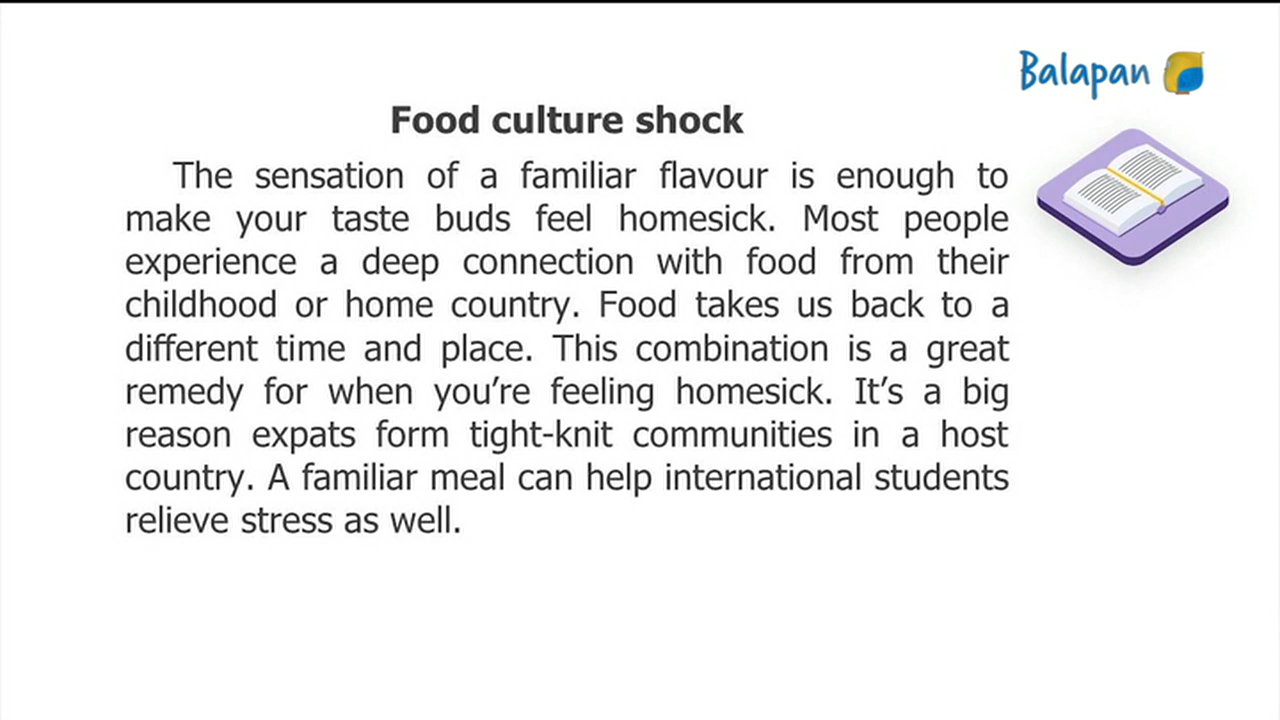 Balapan
Food culture shock
The sensation of a familiar flavour is enough to
make your taste buds feel homesick. Most people
experience a deep connection with food from their
childhood or home country. Food takes us back to a
different time and place. This combination is a great
remedy for when you’re feeling homesick. It’s a big
reason expats form tight-knit communities in a host
country. A familiar meal can help international students
relieve stress as well.